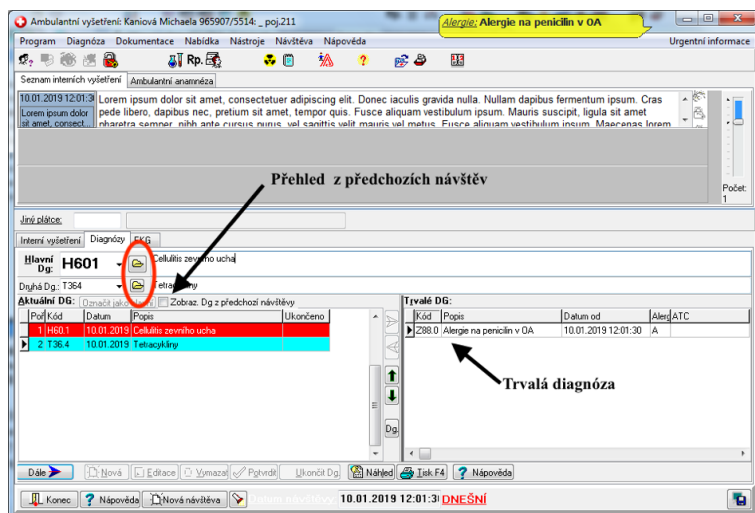 Ambulantní vyšetření: Kaniová Michaela 965907/5514: _ poj.211
Alergie: Alergie na penicilin v OA
Program Diagnóza Dokumentace Nabídka Nástroje Návštěva Nápověda Urgentní informace
Rp. ?
Seznam interních vyšetření Ambulantní anamnéza
10.01.2019 12:01:3
Lorem ipsum dolor
sit amet, consect...
Lorem ipsum dolor sit amet, consectetuer adipiscing elit. Donec iaculis gravida nulla. Nullam dapibus fermentum ipsum. Cras
pede libero, dapibus nec, pretium sit amet, tempor quis. Fusce aliquam vestibulum ipsum. Mauris suscipit, ligula sit amet
pharetra semper, nibh ante cursus purus, vel sagittis velit mauris vel metus. Fusce aliquam vestibulum ipsum. Maecenas lorem
Počet:
1
Přehled z předchozích návštěv
Jiný plátce:
Interní vyšetření Diagnózy EKG
Hlavní Dg: H601 Cellulitis zevního ucha
Druhá Dg.: T364 Tetracykliny
Aktuální DG: Označit jako hlavní Zobraz. Dg z předchozí návštěvy
Poř Kód Datum Popis Ukončeno
1 H60.1 10.01.2019 Cellulitis zevního ucha
2 T36.4 10.01.2019 Tetracykliny
Dg.
Trvalé DG:
Kód Popis Datum od Alerg ATC
Z88.0 Alergie na penicilin v OA 10.01.2019 12:01:30 A
Trvalá diagnóza
Dále Nová Editace Vymazat Potvrdit Ukončit Dg. Náhled Tisk F4 ? Nápověda
Konec ? Nápověda Nová návštěva Datum návštěvy: 10.01.2019 12:01:3 DNEŠNÍ